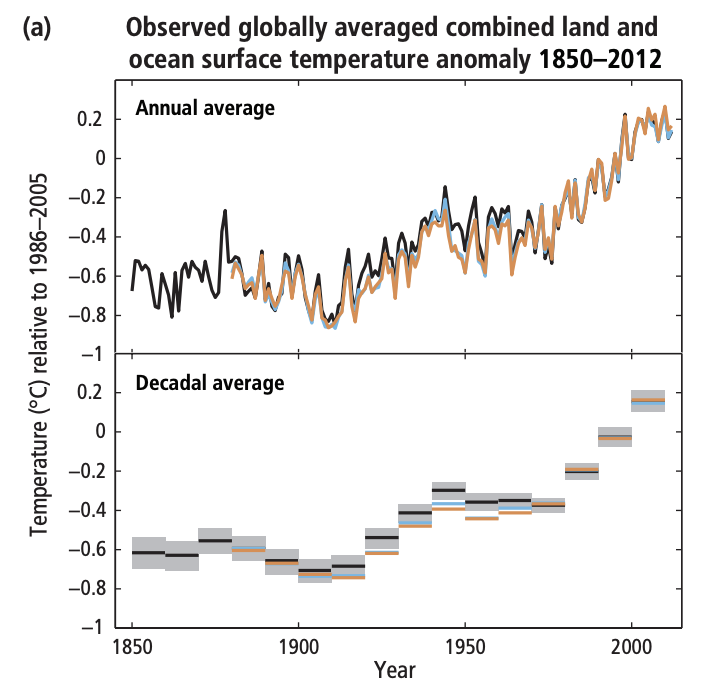 (a)
Observed globally averaged combined land and
ocean surface temperature anomaly 1850–2012
Annual average
0.2
0
−0.2
−0.4
−0.6
−0.8
−1
Temperature (°C) relative to 1986–2005
Decadal average
0.2
0
−0.2
−0.4
−0.6
−0.8
−1
1850
1900
1950
2000
Year